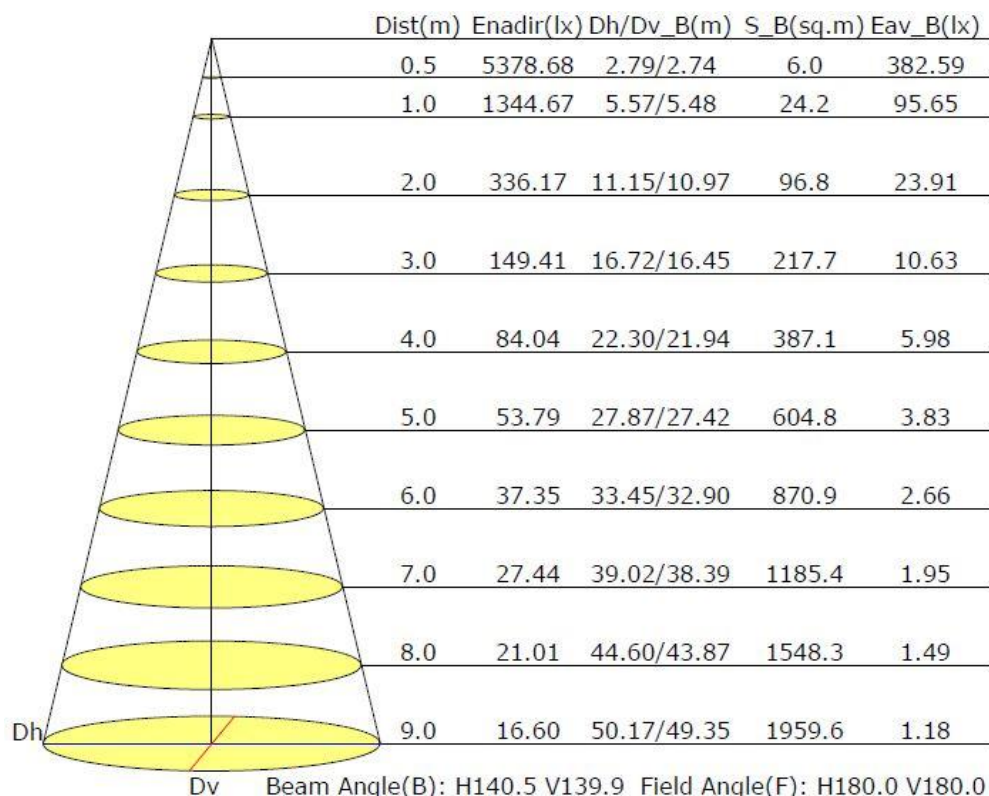 Dist(m) Enadir(lx) Dh/Dv_B(m) S_B(sq.m) Eav_B(lx)
0.5 5378.68 2.79/2.74 6.0 382.59
1.0 1344.67 5.57/5.48 24.2 95.65
2.0 336.17 11.15/10.97 96.8 23.91
3.0 149.41 16.72/16.45 217.7 10.63
4.0 84.04 22.30/21.94 387.1 5.98
5.0 53.79 27.87/27.42 604.8 3.83
6.0 37.35 33.45/32.90 870.9 2.66
7.0 27.44 39.02/38.39 1185.4 1.95
8.0 21.01 44.60/43.87 1548.3 1.49
Dh 9.0 16.60 50.17/49.35 1959.6 1.18
Dv Beam Angle(B): H140.5 V139.9 Field Angle(F): H180.0 V180.0